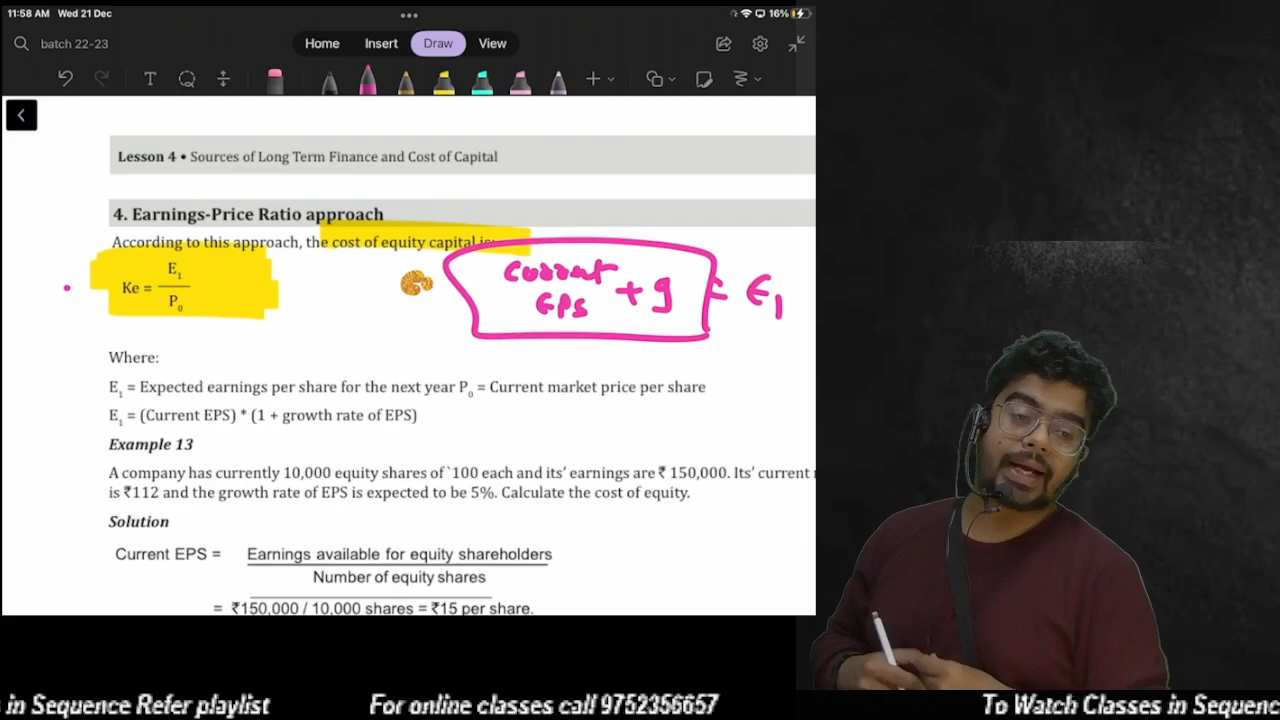 11:58 AM Wed 21 Dec
16%
batch 22-23
Home Insert Draw View
Lesson 4 • Sources of Long Term Finance and Cost of Capital
4. Earnings-Price Ratio approach
According to this approach, the cost of equity capital is
Ke = E₁ / P₀
Current EPS + g = E₁
Where:
E₁ = Expected earnings per share for the next year P₀ = Current market price per share
E₁ = (Current EPS) * (1 + growth rate of EPS)
Example 13
A company has currently 10,000 equity shares of `100 each and its' earnings are ₹ 150,000. Its' current
is ₹112 and the growth rate of EPS is expected to be 5%. Calculate the cost of equity.
Solution
Current EPS = Earnings available for equity shareholders
Number of equity shares
= ₹150,000 / 10,000 shares = ₹15 per share.
in Sequence Refer playlist For online classes call 9752356657 To Watch Classes in Sequenc